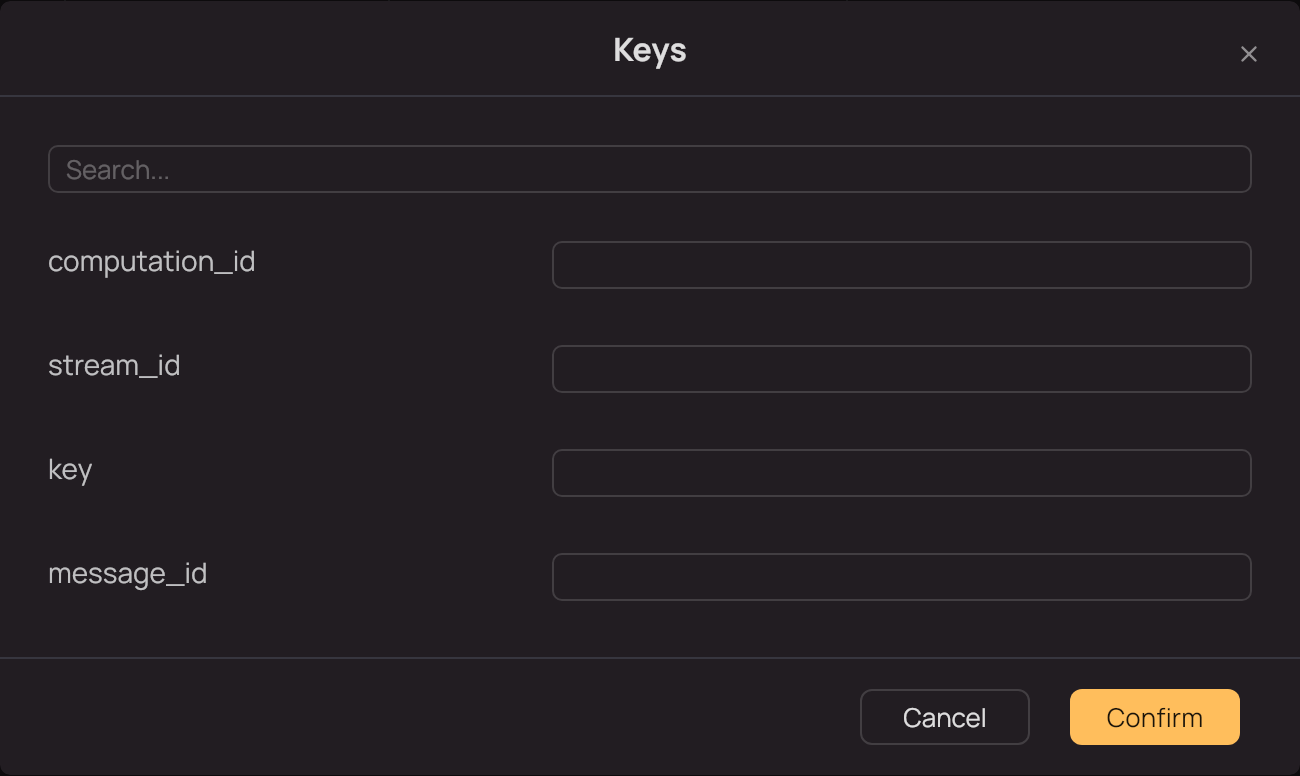 Keys
Search...
computation_id
stream_id
key
message_id
Cancel Confirm